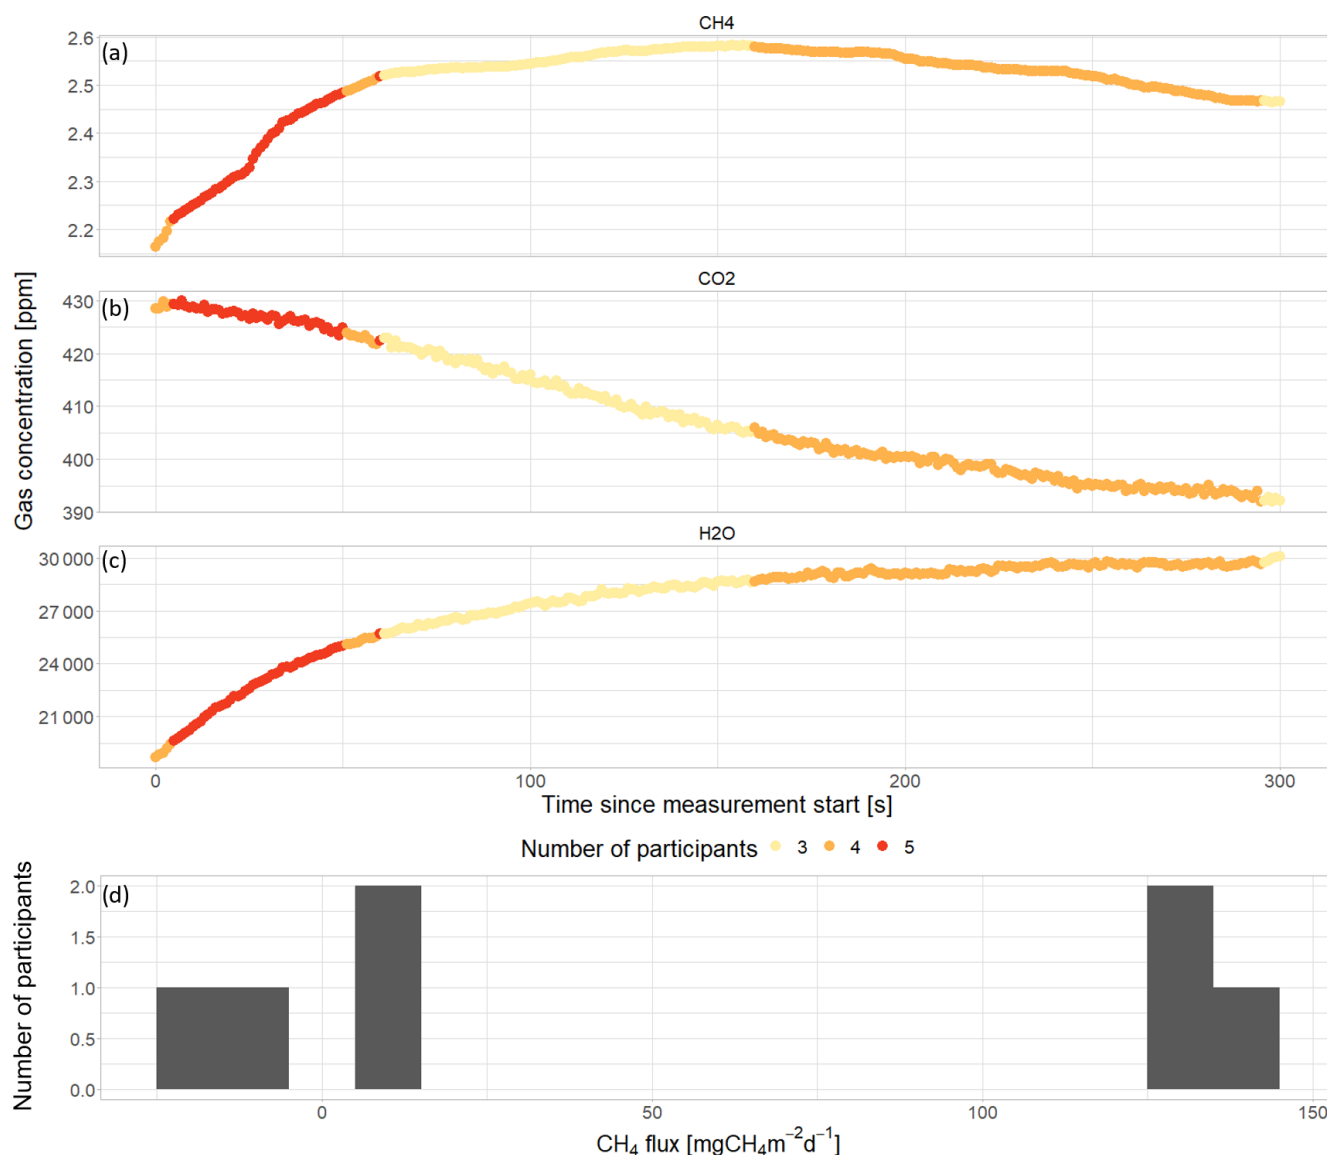 CH4
(a)
2.6
2.5
2.4
2.3
2.2
CO2
(b)
430
420
410
400
390
Gas concentration [ppm]
H2O
(c)
30 000
27 000
24 000
21 000
0 100 200 300
Time since measurement start [s]
Number of participants 3 4 5
(d)
2.0
1.5
1.0
0.5
0.0
Number of participants
0 50 100 150
CH₄ flux [mgCH₄m⁻²d⁻¹]